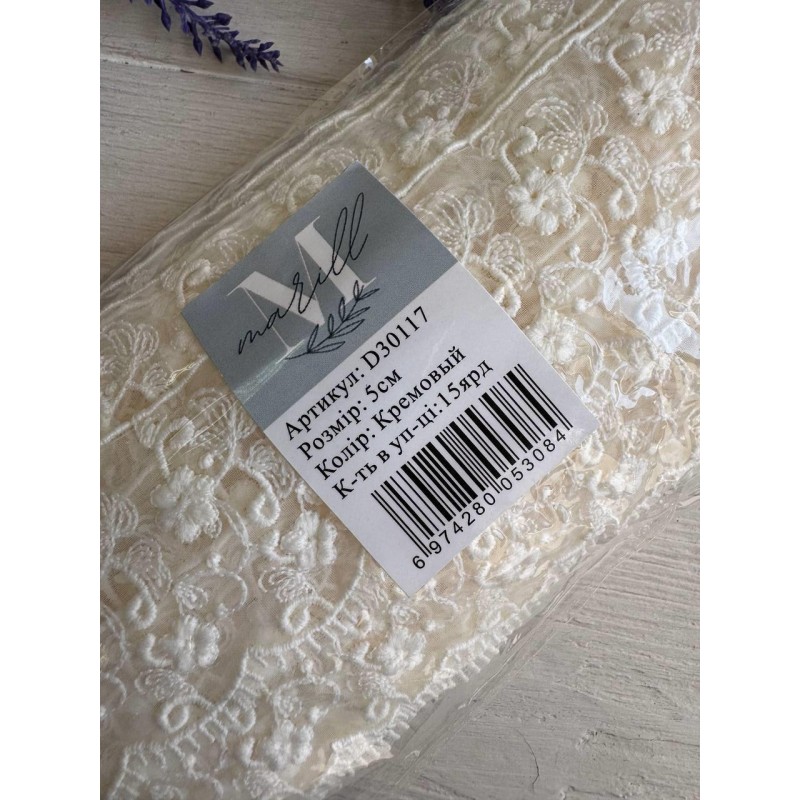 M
marill
Артикул: D30117
Розмір: 5см
Колір: Кремовый
К-ть в уп-ці:15ярд
6 974280 053084